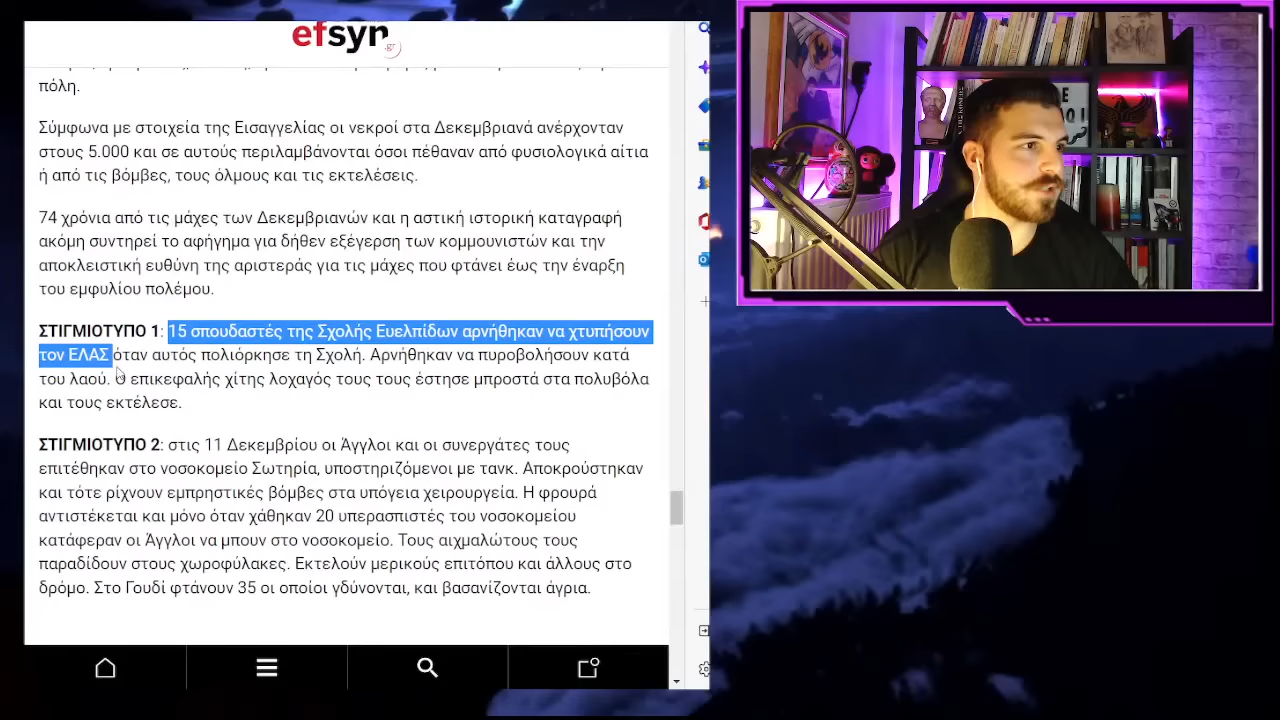 efsyn
.gr
πόλη.
Σύμφωνα με στοιχεία της Εισαγγελίας οι νεκροί στα Δεκεμβριανά ανέρχονταν
στους 5.000 και σε αυτούς περιλαμβάνονται όσοι πέθαναν από φυσιολογικά αίτια
ή από τις βόμβες, τους όλμους και τις εκτελέσεις.
74 χρόνια από τις μάχες των Δεκεμβριανών και η αστική ιστορική καταγραφή
ακόμη συντηρεί το αφήγημα για δήθεν εξέγερση των κομμουνιστών και την
αποκλειστική ευθύνη της αριστεράς για τις μάχες που φτάνει έως την έναρξη
του εμφυλίου πολέμου.
ΣΤΙΓΜΙΟΤΥΠΟ 1: 15 σπουδαστές της Σχολής Ευελπίδων αρνήθηκαν να χτυπήσουν
τον ΕΛΑΣ όταν αυτός πολιόρκησε τη Σχολή. Αρνήθηκαν να πυροβολήσουν κατά
του λαού. Ο επικεφαλής χίτης λοχαγός τους τους έστησε μπροστά στα πολυβόλα
και τους εκτέλεσε.
ΣΤΙΓΜΙΟΤΥΠΟ 2: στις 11 Δεκεμβρίου οι Άγγλοι και οι συνεργάτες τους
επιτέθηκαν στο νοσοκομείο Σωτηρία, υποστηριζόμενοι με τανκ. Αποκρούστηκαν
και τότε ρίχνουν εμπρηστικές βόμβες στα υπόγεια χειρουργεία. Η φρουρά
αντιστέκεται και μόνο όταν χάθηκαν 20 υπερασπιστές του νοσοκομείου
κατάφεραν οι Άγγλοι να μπουν στο νοσοκομείο. Τους αιχμαλώτους τους
παραδίδουν στους χωροφύλακες. Εκτελούν μερικούς επιτόπου και άλλους στο
δρόμο. Στο Γουδί φτάνουν 35 οι οποίοι γδύνονται, και βασανίζονται άγρια.